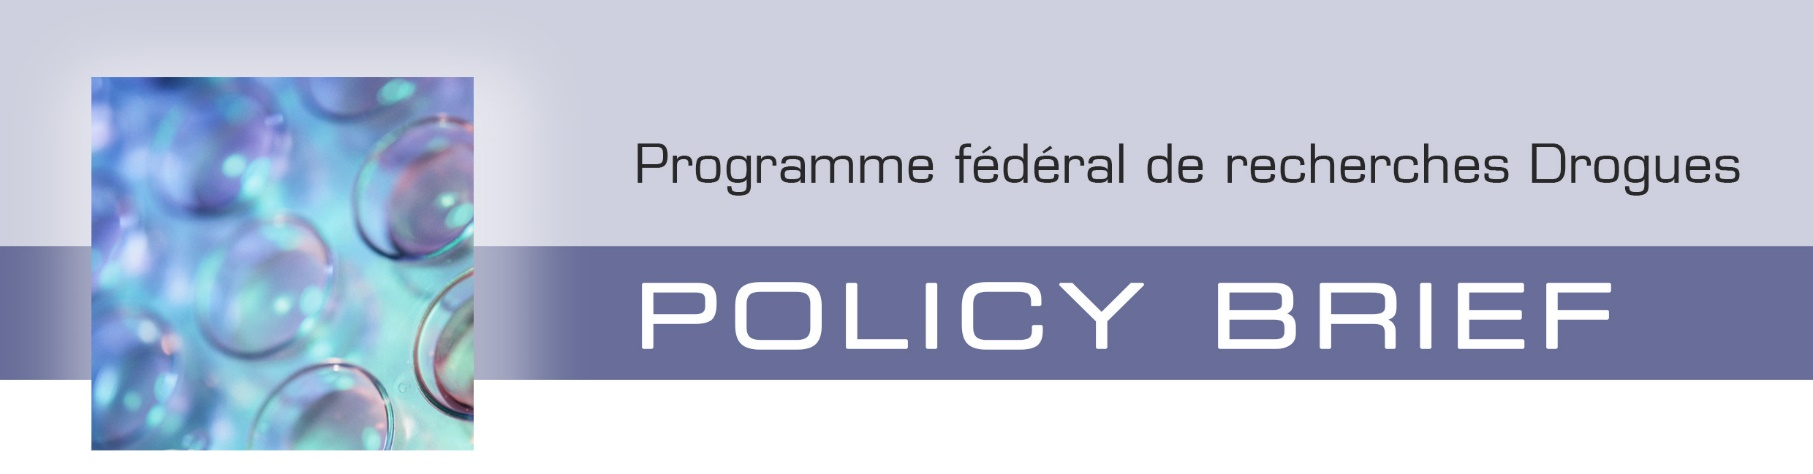 Programme fédéral de recherches Drogues
POLICY BRIEF